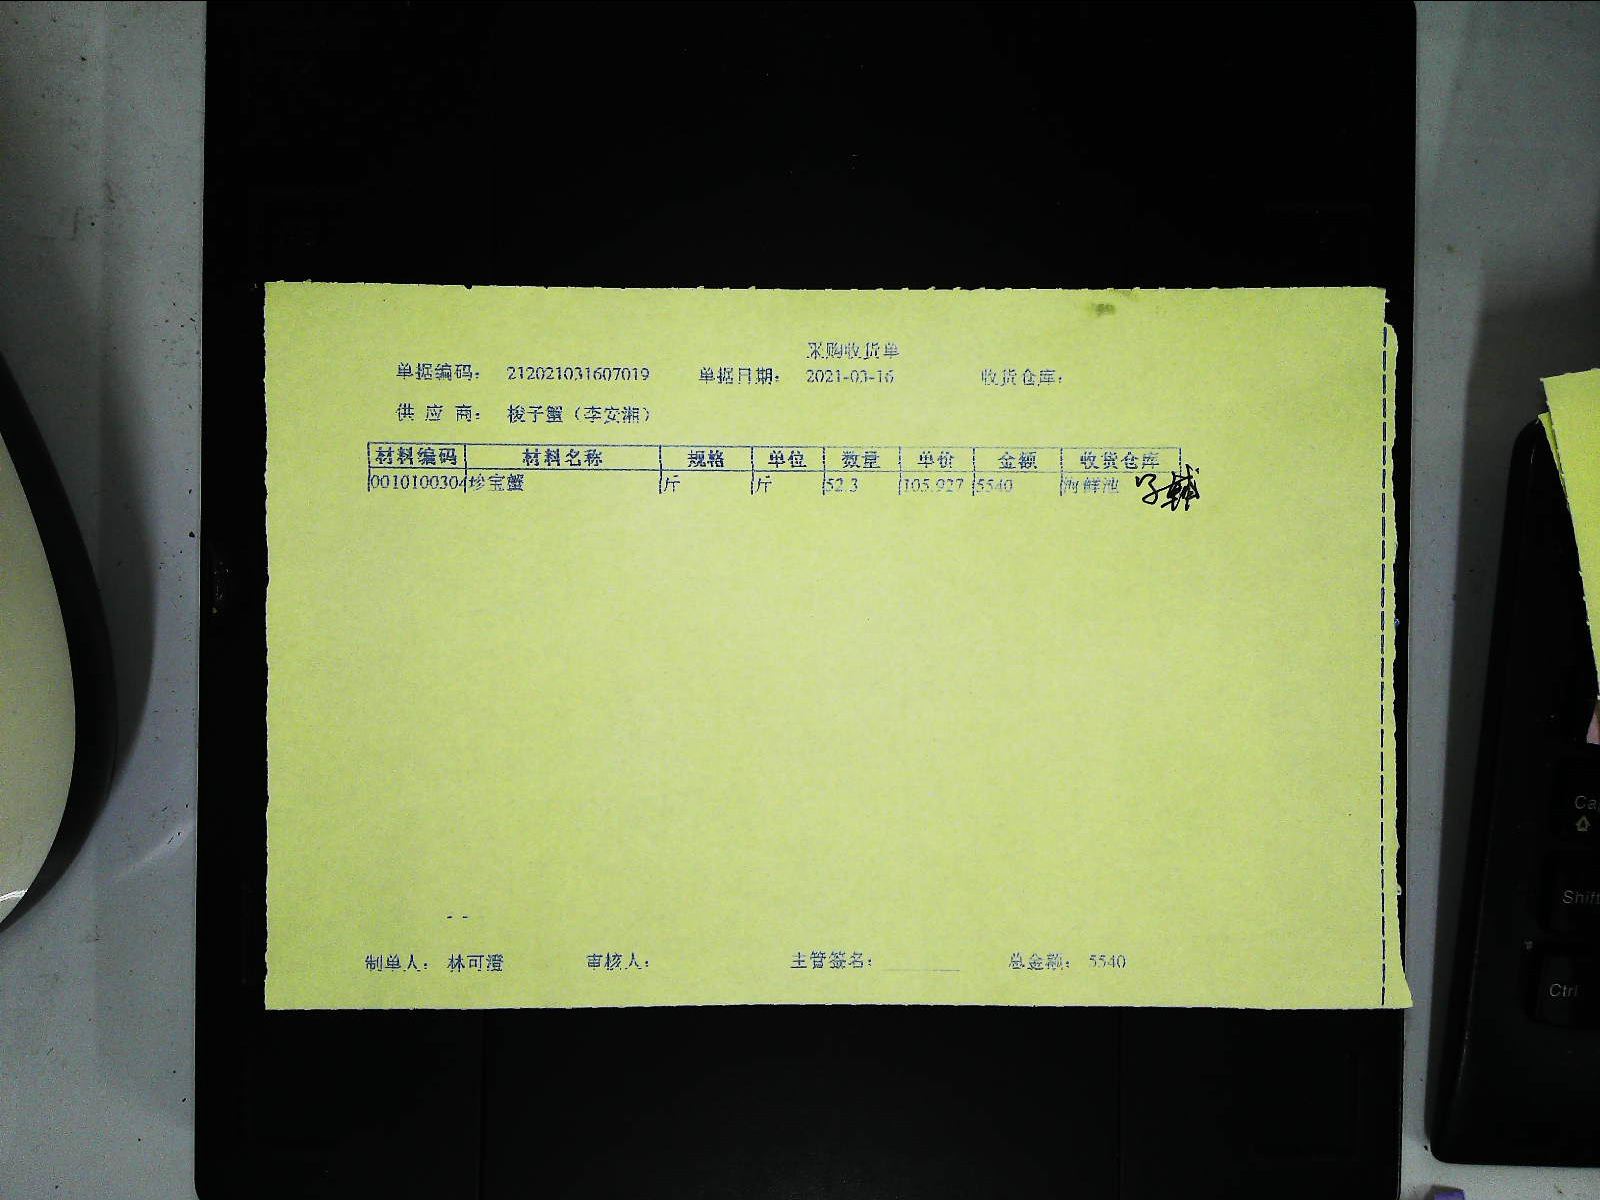 采购收货单
单据编码： 212021031607019 单据日期： 2021-03-16 收货仓库：
供 应 商： 梭子蟹（李安湘）
材料编码 材料名称 规格 单位 数量 单价 金额 收货仓库
0010100304 珍宝蟹 斤 斤 52.3 105.927 5540 海鲜池
- -
制单人： 林可澄 审核人： 主管签名： 总金额： 5540
Shift
Ctrl